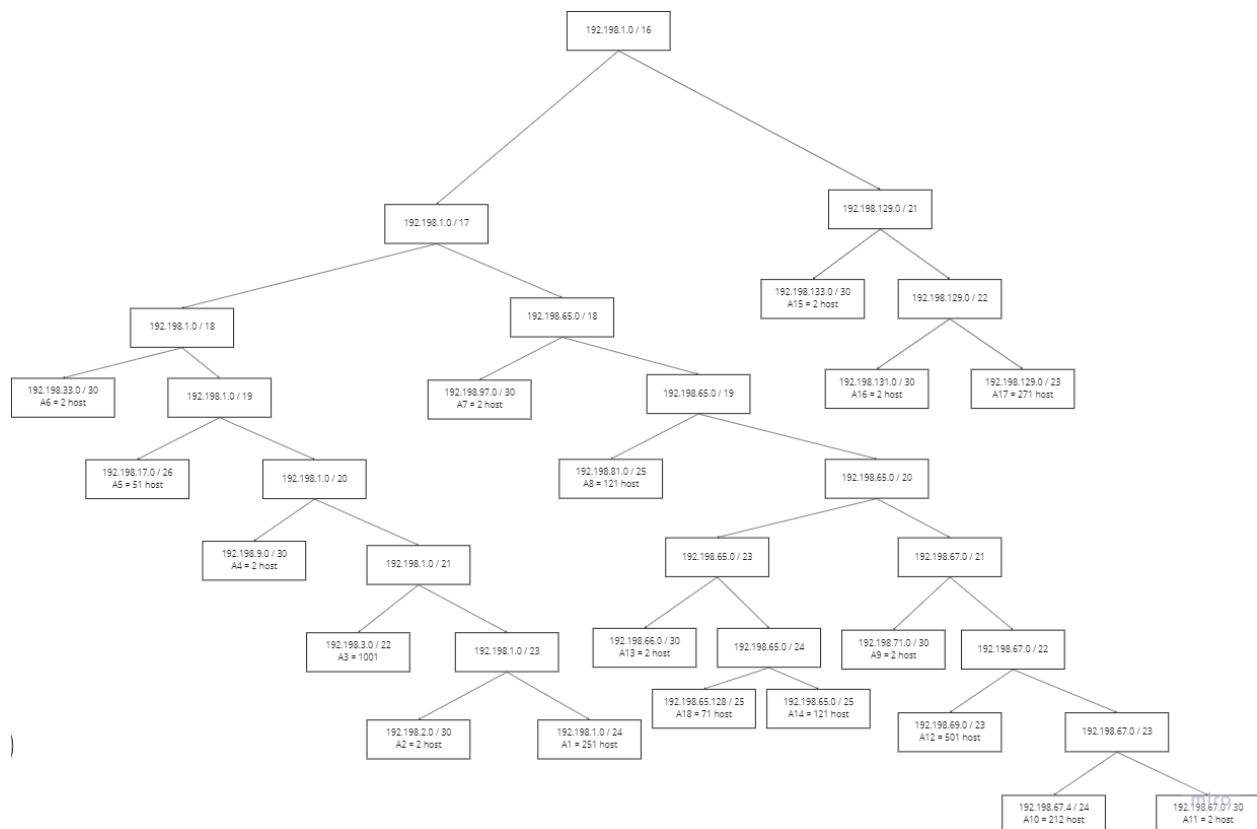 192.198.1.0 / 16
192.198.1.0 / 17
192.198.129.0 / 21
192.198.133.0 / 30
A15 = 2 host
192.198.129.0 / 22
192.198.1.0 / 18
192.198.65.0 / 18
192.198.131.0 / 30
A16 = 2 host
192.198.129.0 / 23
A17 = 271 host
192.198.33.0 / 30
A6 = 2 host
192.198.1.0 / 19
192.198.97.0 / 30
A7 = 2 host
192.198.65.0 / 19
192.198.17.0 / 26
A5 = 51 host
192.198.1.0 / 20
192.198.81.0 / 25
A8 = 121 host
192.198.65.0 / 20
192.198.9.0 / 30
A4 = 2 host
192.198.1.0 / 21
192.198.65.0 / 23
192.198.67.0 / 21
192.198.3.0 / 22
A3 = 1001
192.198.1.0 / 23
192.198.66.0 / 30
A13 = 2 host
192.198.65.0 / 24
192.198.71.0 / 30
A9 = 2 host
192.198.67.0 / 22
192.198.65.128 / 25
A18 = 71 host
192.198.65.0 / 25
A14 = 121 host
192.198.2.0 / 30
A2 = 2 host
192.198.1.0 / 24
A1 = 251 host
192.198.69.0 / 23
A12 = 501 host
192.198.67.0 / 23
)
192.198.67.4 / 24
A10 = 212 host
192.198.67.0 / 30
A11 = 2 host
miro